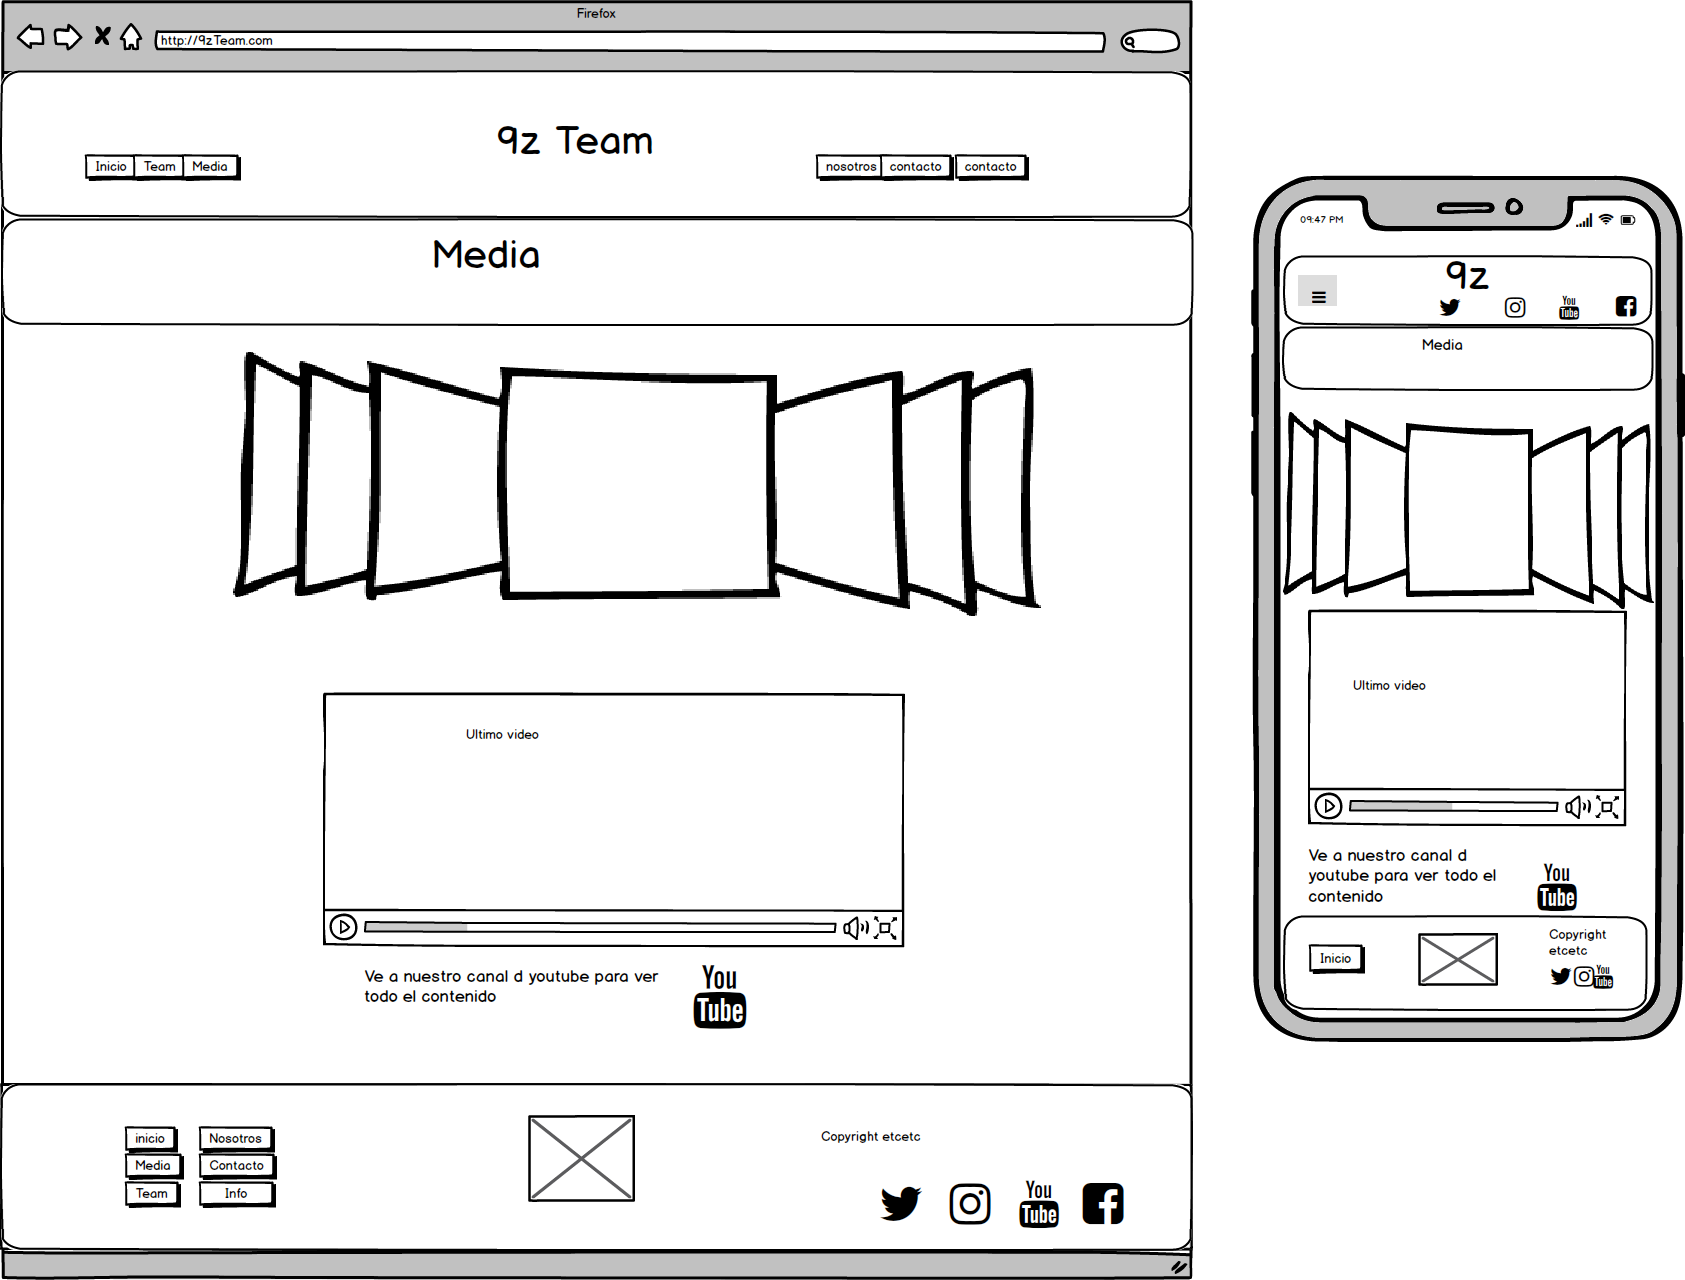 Firefox
http://9zTeam.com
9z Team
Inicio Team Media
nosotros contacto contacto
Media
Ultimo video
Ve a nuestro canal d youtube para ver
todo el contenido
You
Tube
inicio Nosotros
Media Contacto
Team Info
Copyright etcetc
You
Tube
09:47 PM
9z
You
Tube
Media
Ultimo video
Ve a nuestro canal d
youtube para ver todo el
contenido
You
Tube
Inicio
Copyright
etcetc
You
Tube